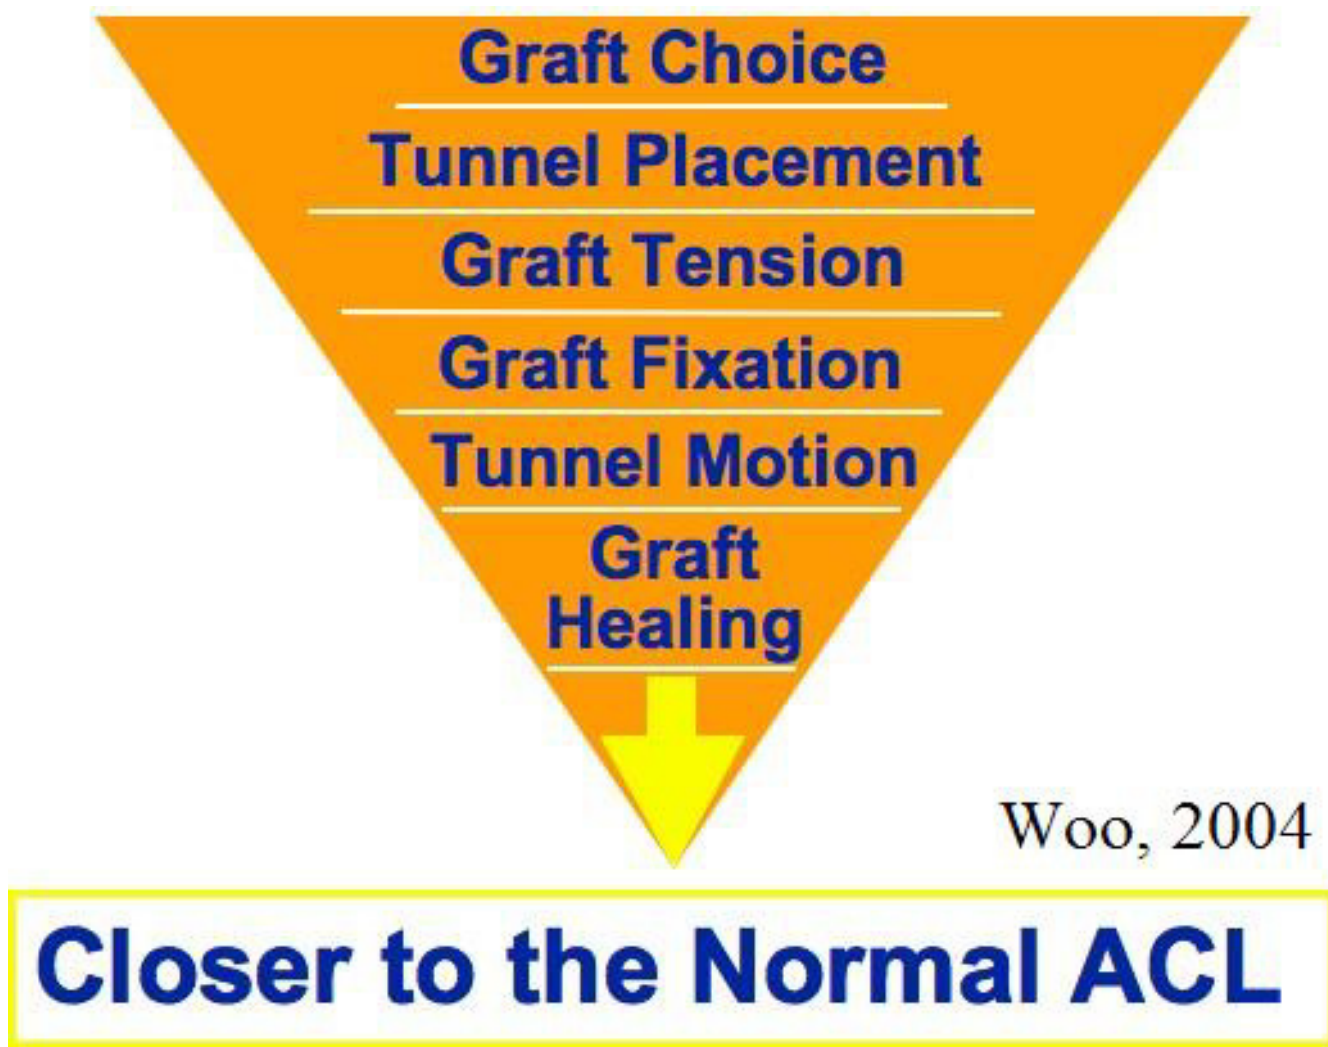 Graft Choice
Tunnel Placement
Graft Tension
Graft Fixation
Tunnel Motion
Graft
Healing
Woo, 2004
Closer to the Normal ACL